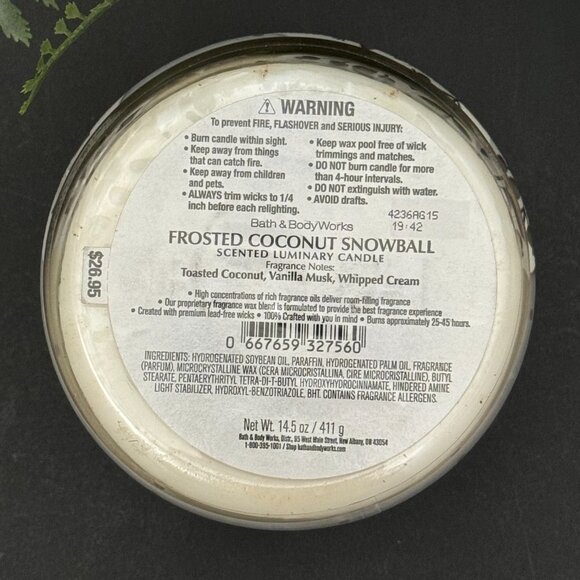 ⚠ WARNING
To prevent FIRE, FLASHOVER and SERIOUS INJURY:
• Burn candle within sight.
• Keep away from things
that can catch fire.
• Keep away from children
and pets.
• ALWAYS trim wicks to 1/4
inch before each relighting.
• Keep wax pool free of wick
trimmings and matches.
• DO NOT burn candle for more
than 4-hour intervals.
• DO NOT extinguish with water.
• AVOID drafts.
4236AG15
19:42
Bath & BodyWorks
FROSTED COCONUT SNOWBALL
SCENTED LUMINARY CANDLE
Fragrance Notes:
Toasted Coconut, Vanilla Musk, Whipped Cream
• High concentrations of rich fragrance oils deliver room-filling fragrance
• Our proprietary fragrance wax blend is formulated to provide the best fragrance experience
• Created with premium lead-free wicks • 100% Crafted with you in mind • Burns approximately 25-45 hours.
0 667659 327560
INGREDIENTS: HYDROGENATED SOYBEAN OIL, PARAFFIN, HYDROGENATED PALM OIL, FRAGRANCE
(PARFUM), MICROCRYSTALLINE WAX (CERA MICROCRISTALLINA, CIRE MICROCRISTALLINE), BUTYL
STEARATE, PENTAERYTHRITYL TETRA-DI-T-BUTYL HYDROXYHYDROCINNAMATE, HINDERED AMINE
LIGHT STABILIZER, HYDROXYL-BENZOTRIAZOLE, BHT. CONTAINS FRAGRANCE ALLERGENS.
Net Wt. 14.5 oz / 411 g
Bath & Body Works, Distr., 95 West Main Street, New Albany, OH 43054
1-800-395-1001 / Shop bathandbodyworks.com
$26.95